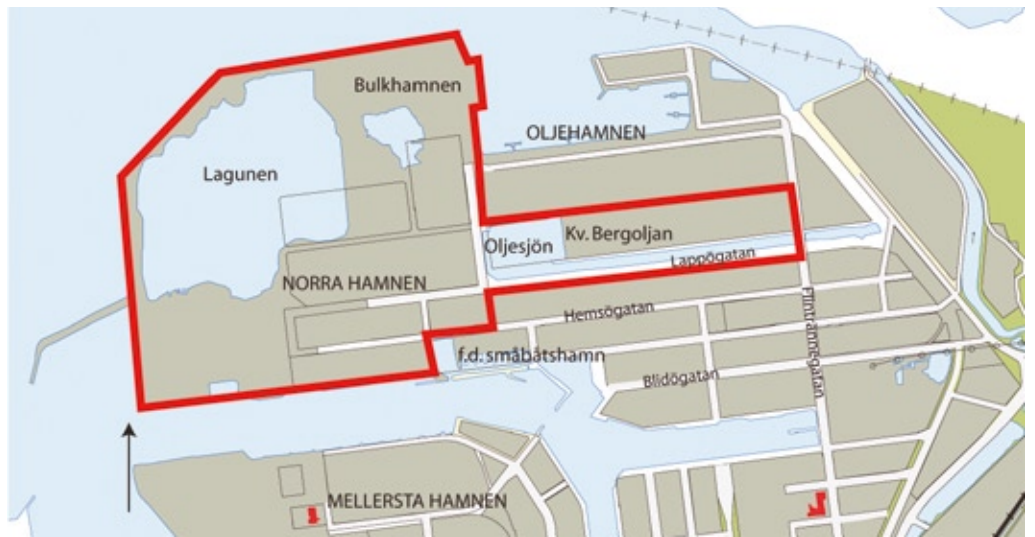 Bulkhamnen
OLJEHAMNEN
Lagunen
Oljesjön
Kv. Bergoljan
Lappögatan
NORRA HAMNEN
Hemsögatan
Flintrännegatan
f.d. småbåtshamn
Blidögatan
MELLERSTA HAMNEN